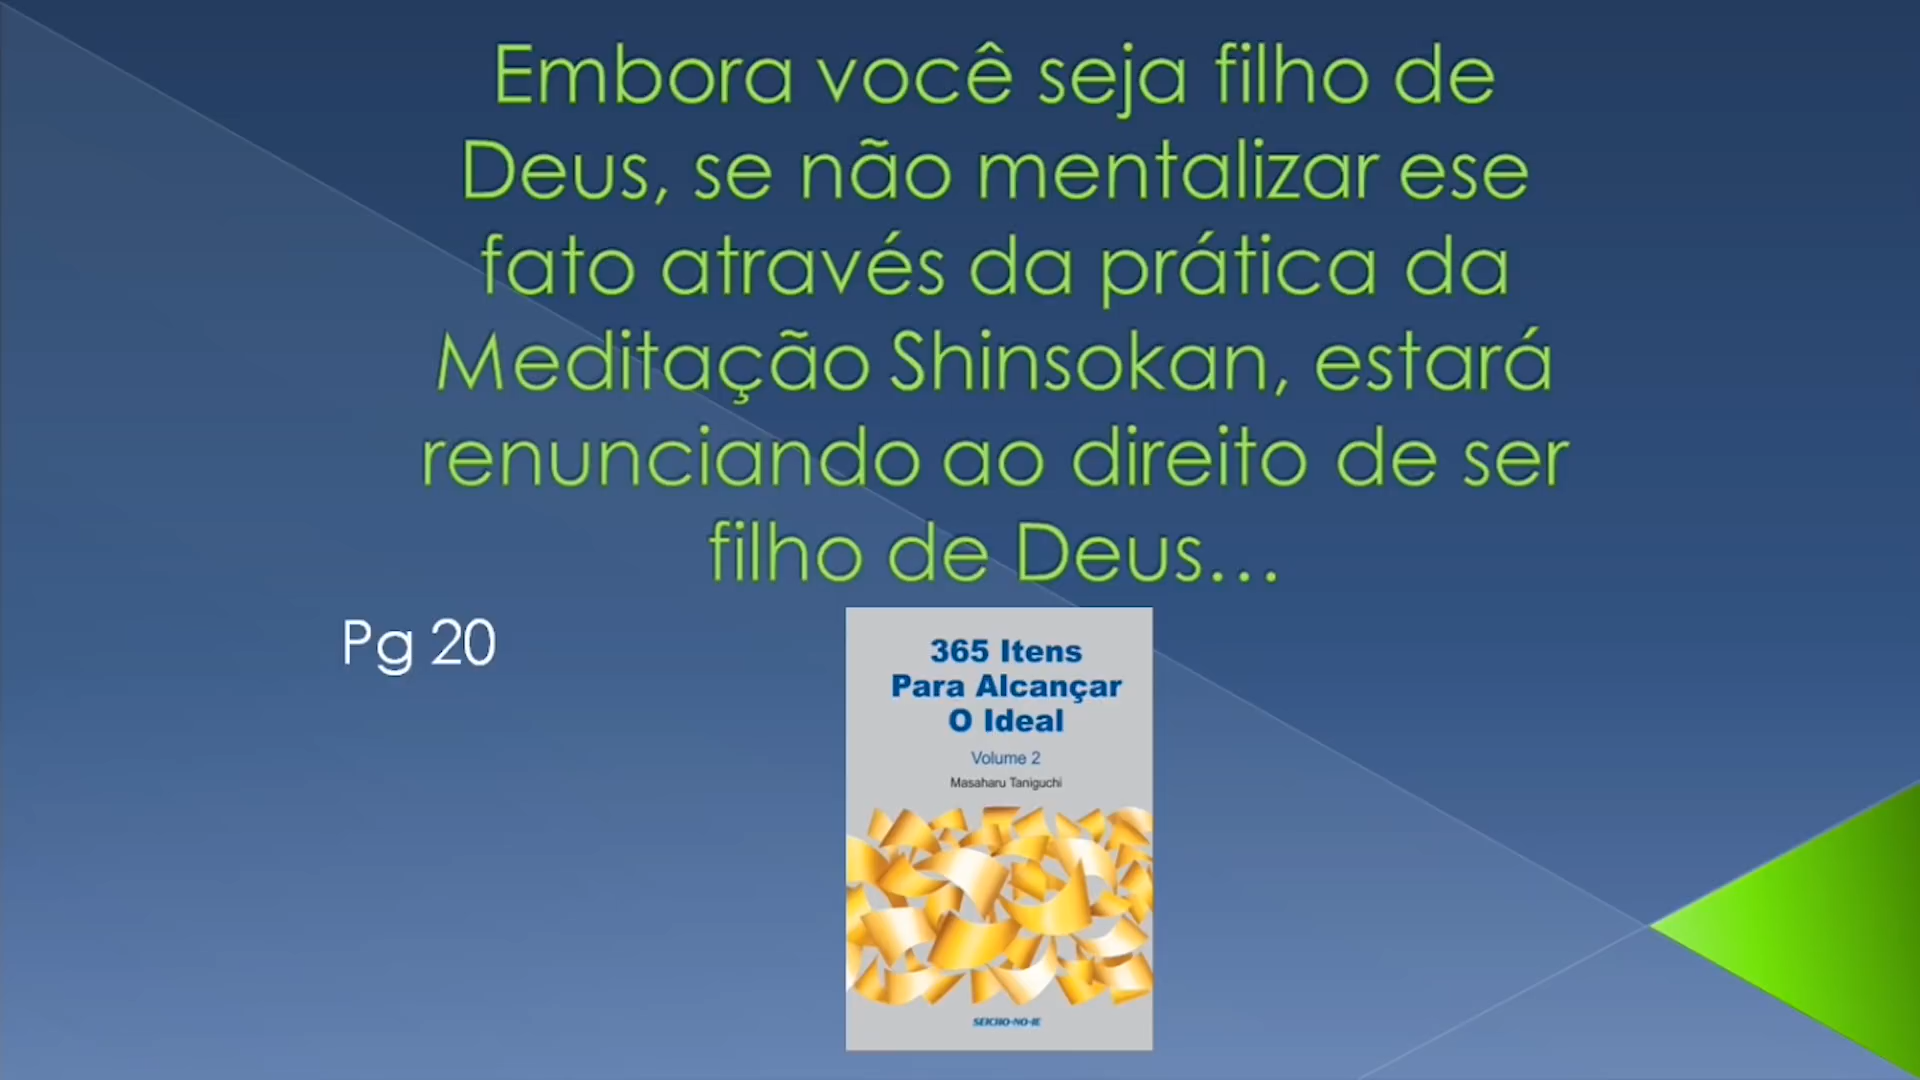 Embora você seja filho de
Deus, se não mentalizar ese
fato através da prática da
Meditação Shinsokan, estará
renunciando ao direito de ser
filho de Deus...
Pg 20
365 Itens
Para Alcançar
O Ideal
Volume 2
Masaharu Taniguchi
SEICHO-NO-IE